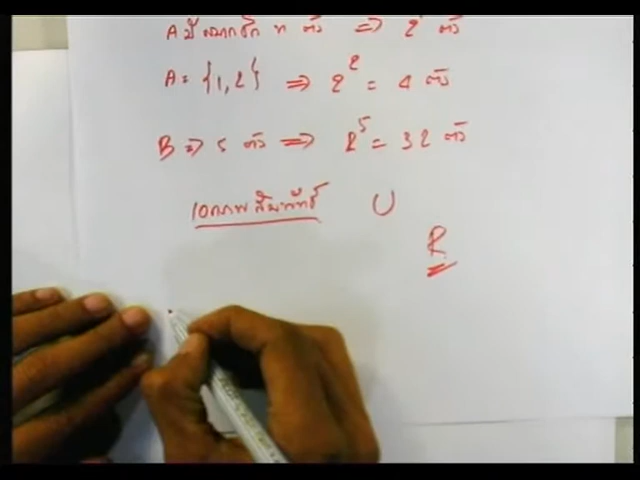 A มีสมาชิก n ตัว ⇒ 2ⁿ ตัว
A = {1,2} ⇒ 2² = 4 ตัว
B ⇒ 5 ตัว ⇒ 2⁵ = 32 ตัว
เอกภพสัมพัทธ์ U
R